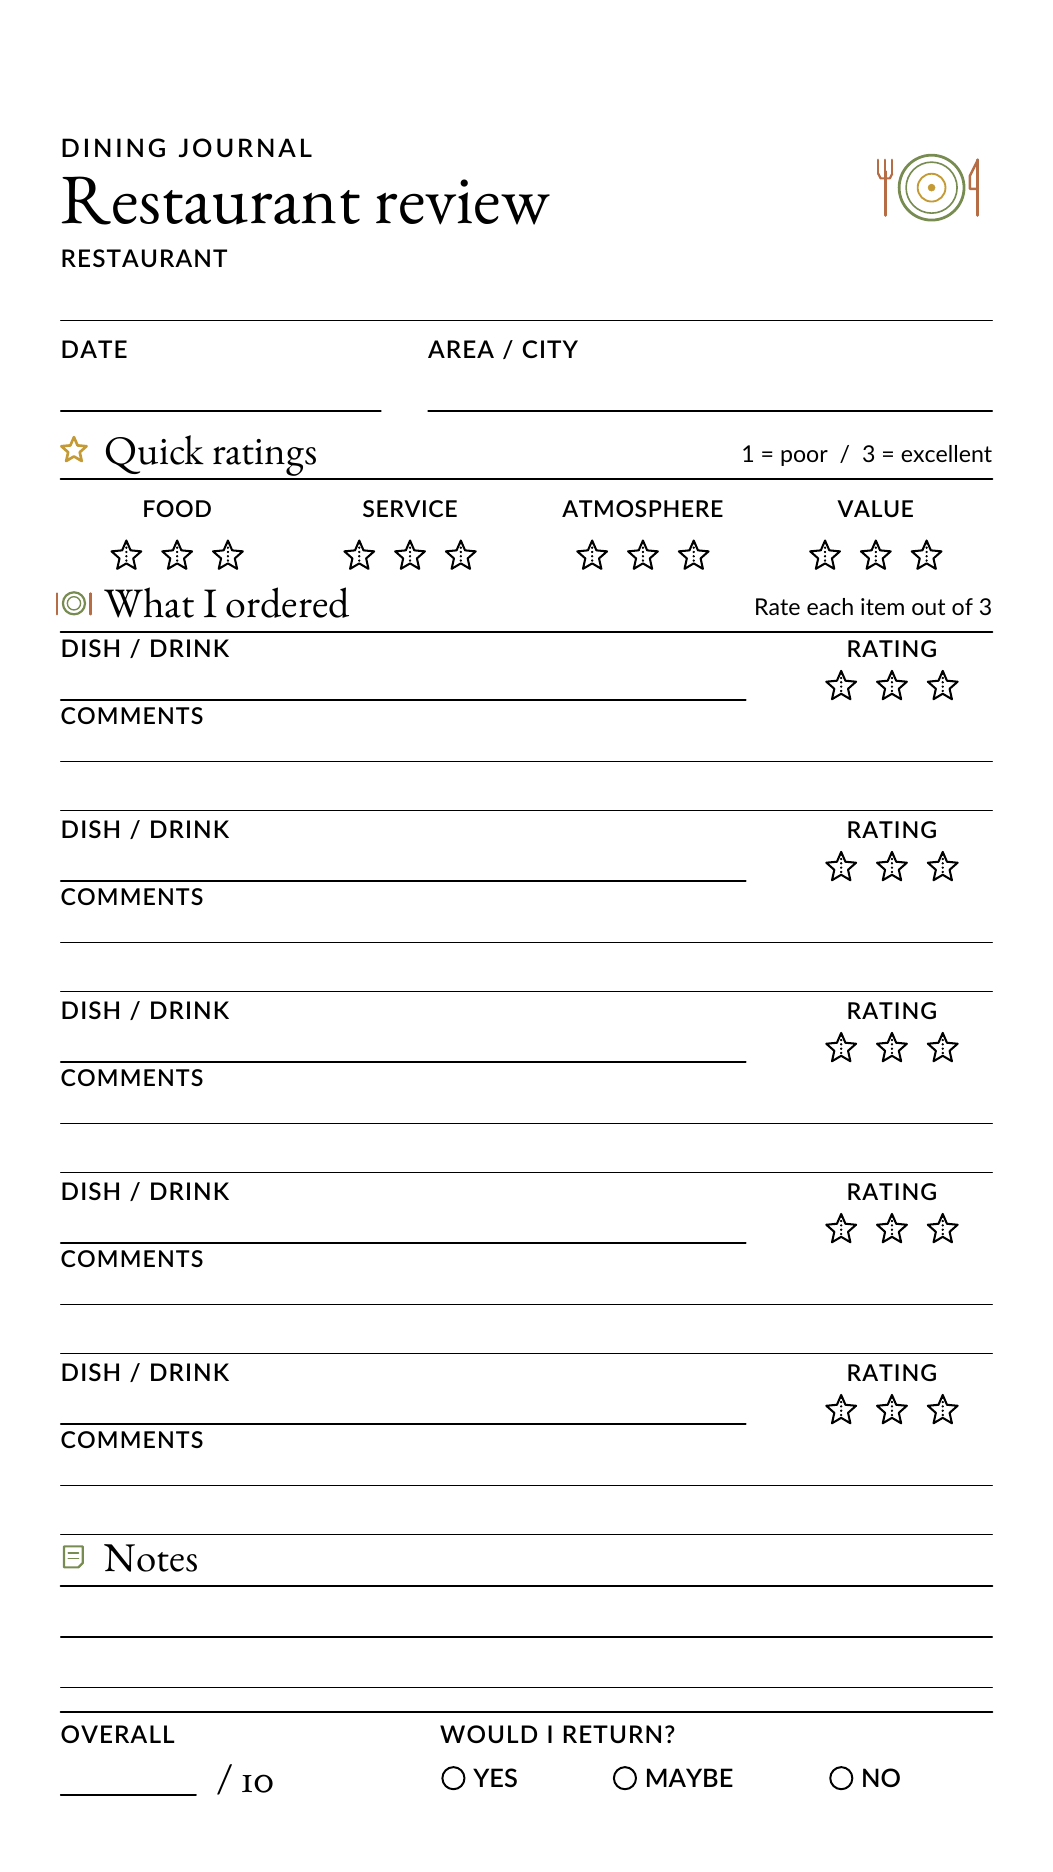 DINING JOURNAL
Restaurant review
RESTAURANT
DATE AREA / CITY
Quick ratings 1 = poor / 3 = excellent
FOOD SERVICE ATMOSPHERE VALUE
What I ordered Rate each item out of 3
DISH / DRINK RATING
COMMENTS
DISH / DRINK RATING
COMMENTS
DISH / DRINK RATING
COMMENTS
DISH / DRINK RATING
COMMENTS
DISH / DRINK RATING
COMMENTS
Notes
OVERALL WOULD I RETURN?
/ 10 YES MAYBE NO